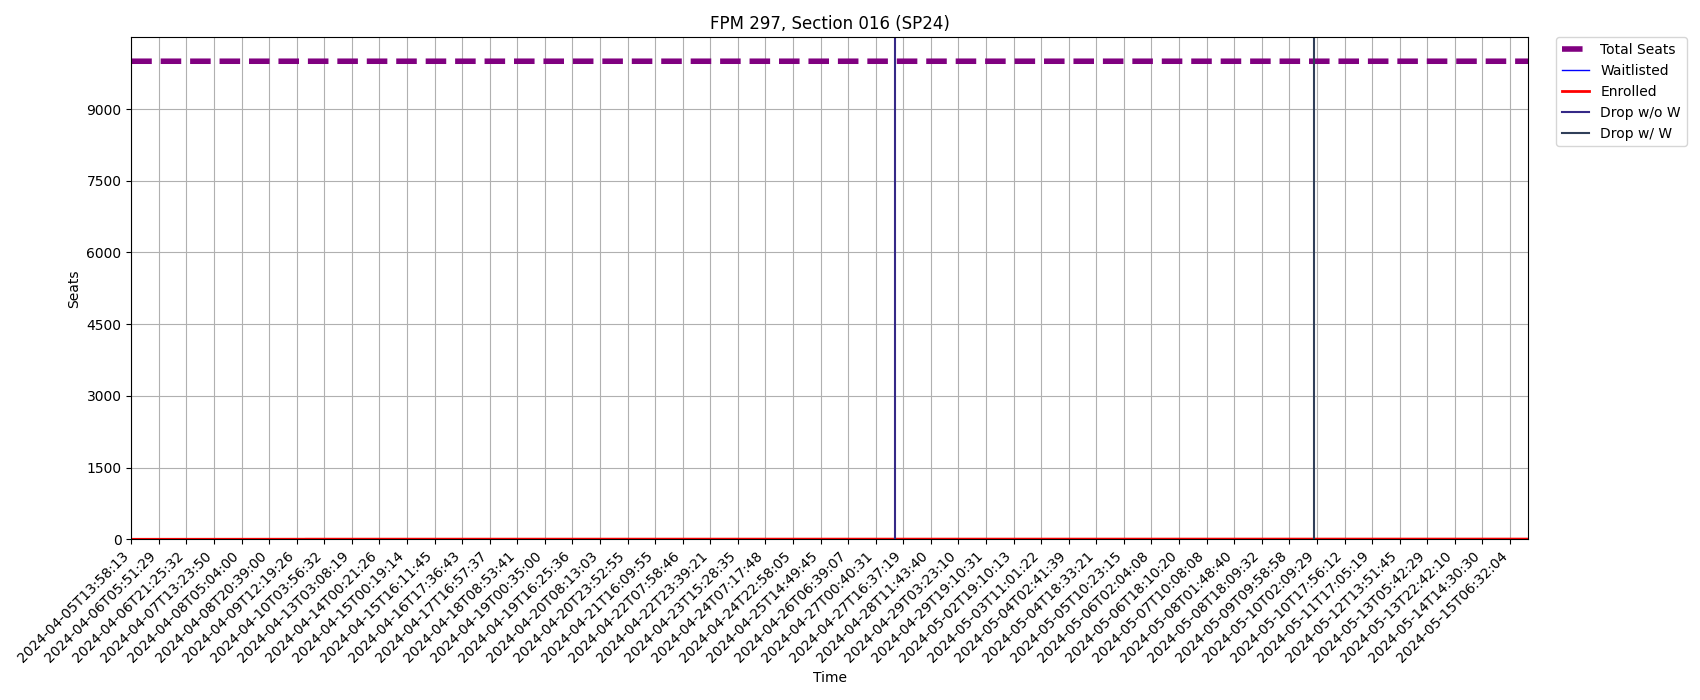 FPM 297, Section 016 (SP24)
Total Seats
Waitlisted
Enrolled
Drop w/o W
Drop w/ W
Seats
9000
7500
6000
4500
3000
1500
0
2024-04-05T13:58:13
2024-04-06T05:51:29
2024-04-06T21:25:32
2024-04-07T13:23:50
2024-04-08T05:04:00
2024-04-08T20:39:00
2024-04-09T12:19:26
2024-04-10T03:56:32
2024-04-13T03:08:19
2024-04-14T00:21:26
2024-04-15T00:19:14
2024-04-15T16:11:45
2024-04-16T17:36:43
2024-04-17T16:57:37
2024-04-18T08:53:41
2024-04-19T00:35:00
2024-04-19T16:25:36
2024-04-20T08:13:03
2024-04-20T23:52:55
2024-04-21T16:09:55
2024-04-22T07:58:46
2024-04-22T23:39:21
2024-04-23T15:28:35
2024-04-24T07:17:48
2024-04-24T22:58:05
2024-04-25T14:49:45
2024-04-26T06:39:07
2024-04-27T00:40:31
2024-04-27T16:37:19
2024-04-28T11:43:40
2024-04-29T03:23:10
2024-04-29T19:10:31
2024-05-02T19:10:13
2024-05-03T11:01:22
2024-05-04T02:41:39
2024-05-04T18:33:21
2024-05-05T10:23:15
2024-05-06T02:04:08
2024-05-06T18:10:20
2024-05-07T10:08:08
2024-05-08T01:48:40
2024-05-08T18:09:32
2024-05-09T09:58:58
2024-05-10T02:09:29
2024-05-10T17:56:12
2024-05-11T17:05:19
2024-05-12T13:51:45
2024-05-13T05:42:29
2024-05-13T22:42:10
2024-05-14T14:30:30
2024-05-15T06:32:04
Time